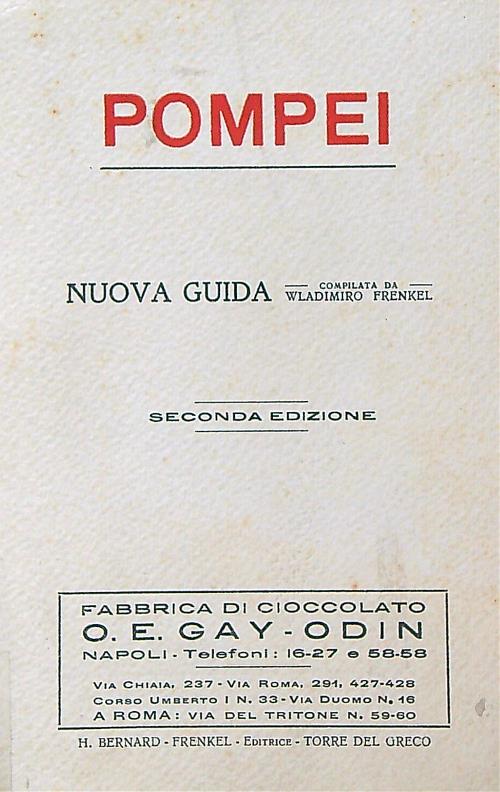 POMPEI
NUOVA GUIDA COMPILATA DA WLADIMIRO FRENKEL
SECONDA EDIZIONE
FABBRICA DI CIOCCOLATO
O. E. GAY-ODIN
NAPOLI - Telefoni: 16-27 e 58-58
VIA CHIAIA, 237 - VIA ROMA, 291, 427-428
CORSO UMBERTO I N. 33 - VIA DUOMO N. 16
A ROMA: VIA DEL TRITONE N. 59-60
H. BERNARD - FRENKEL - EDITRICE - TORRE DEL GRECO